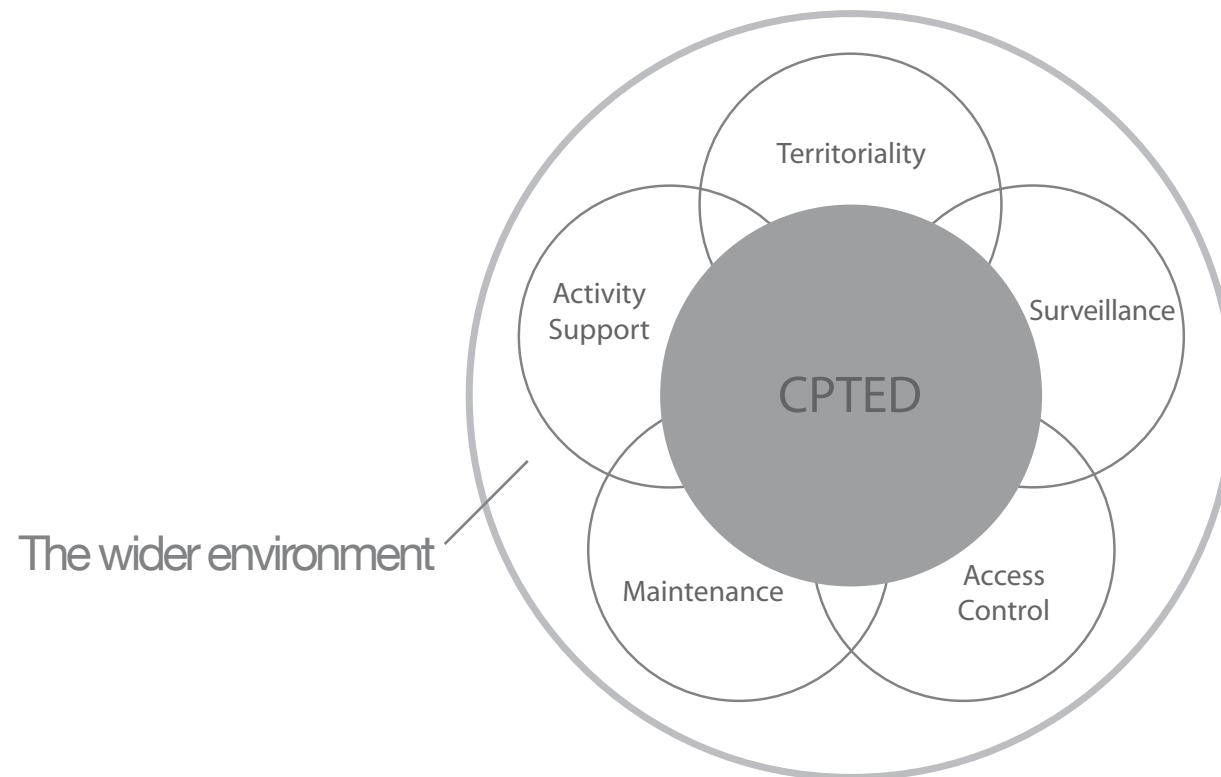 Territoriality
Activity
Support
Surveillance
CPTED
The wider environment
Maintenance
Access
Control